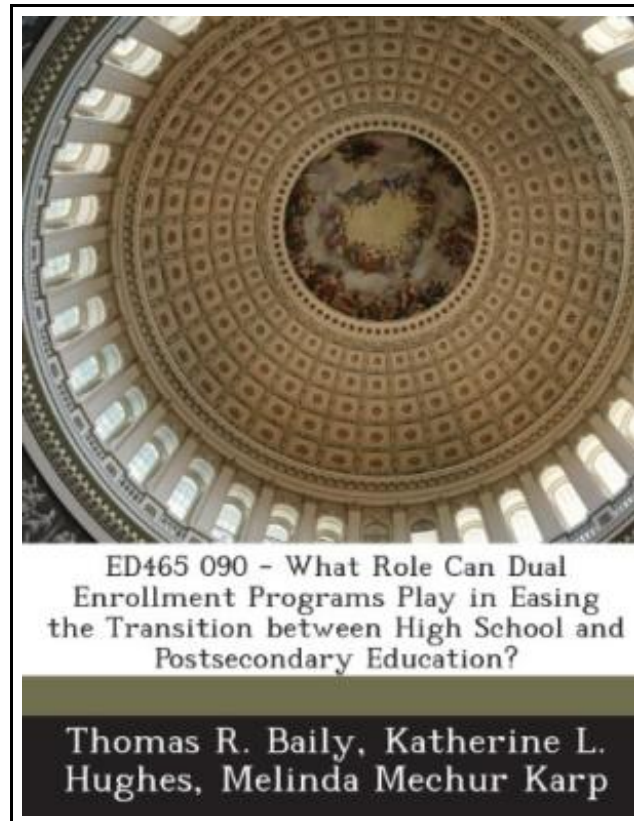 ED465 090 - What Role Can Dual
Enrollment Programs Play in Easing
the Transition between High School and
Postsecondary Education?
Thomas R. Baily, Katherine L.
Hughes, Melinda Mechur Karp